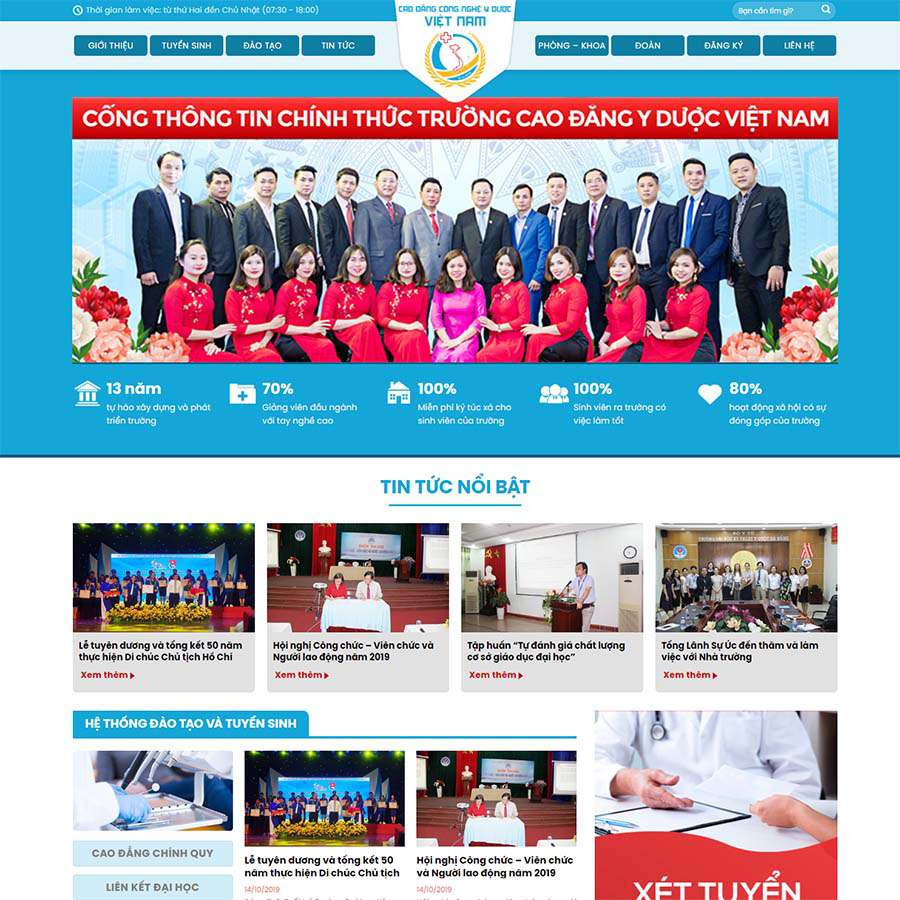 Thời gian làm việc: từ thứ Hai đến Chủ Nhật (07:30 - 18:00)
CAO ĐẲNG CÔNG NGHỆ Y DƯỢC
VIỆT NAM
Bạn cần tìm gì?
GIỚI THIỆU
TUYỂN SINH
ĐÀO TẠO
TIN TỨC
PHÒNG – KHOA
ĐOÀN
ĐĂNG KÝ
LIÊN HỆ
CỔNG THÔNG TIN CHÍNH THỨC TRƯỜNG CAO ĐẲNG Y DƯỢC VIỆT NAM
13 năm
tự hào xây dựng và phát
triển trường
70%
Giảng viên đầu ngành
với tay nghề cao
100%
Miễn phí ký túc xá cho
sinh viên của trường
100%
Sinh viên ra trường có
việc làm tốt
80%
hoạt động xã hội có sự
đóng góp của trường
TIN TỨC NỔI BẬT
Lễ tuyên dương và tổng kết 50
năm thực hiện Di chúc Chủ tịch Hồ Chí
Xem thêm
Hội nghị Công chức – Viên chức và
Người lao động năm 2019
Xem thêm
Tập huấn “Tự đánh giá chất lượng
cơ sở giáo dục đại học”
Xem thêm
Tổng Lãnh Sự Úc đến thăm và làm
việc với Nhà trường
Xem thêm
HỆ THỐNG ĐÀO TẠO VÀ TUYỂN SINH
CAO ĐẲNG CHÍNH QUY
LIÊN KẾT ĐẠI HỌC
Lễ tuyên dương và tổng kết 50
năm thực hiện Di chúc Chủ tịch
14/10/2019
Hội nghị Công chức – Viên chức
và Người lao động năm 2019
14/10/2019
XÉT TUYỂN